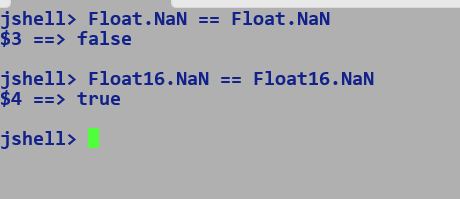 jshell> Float.NaN == Float.NaN
$3 ==> false
jshell> Float16.NaN == Float16.NaN
$4 ==> true
jshell>